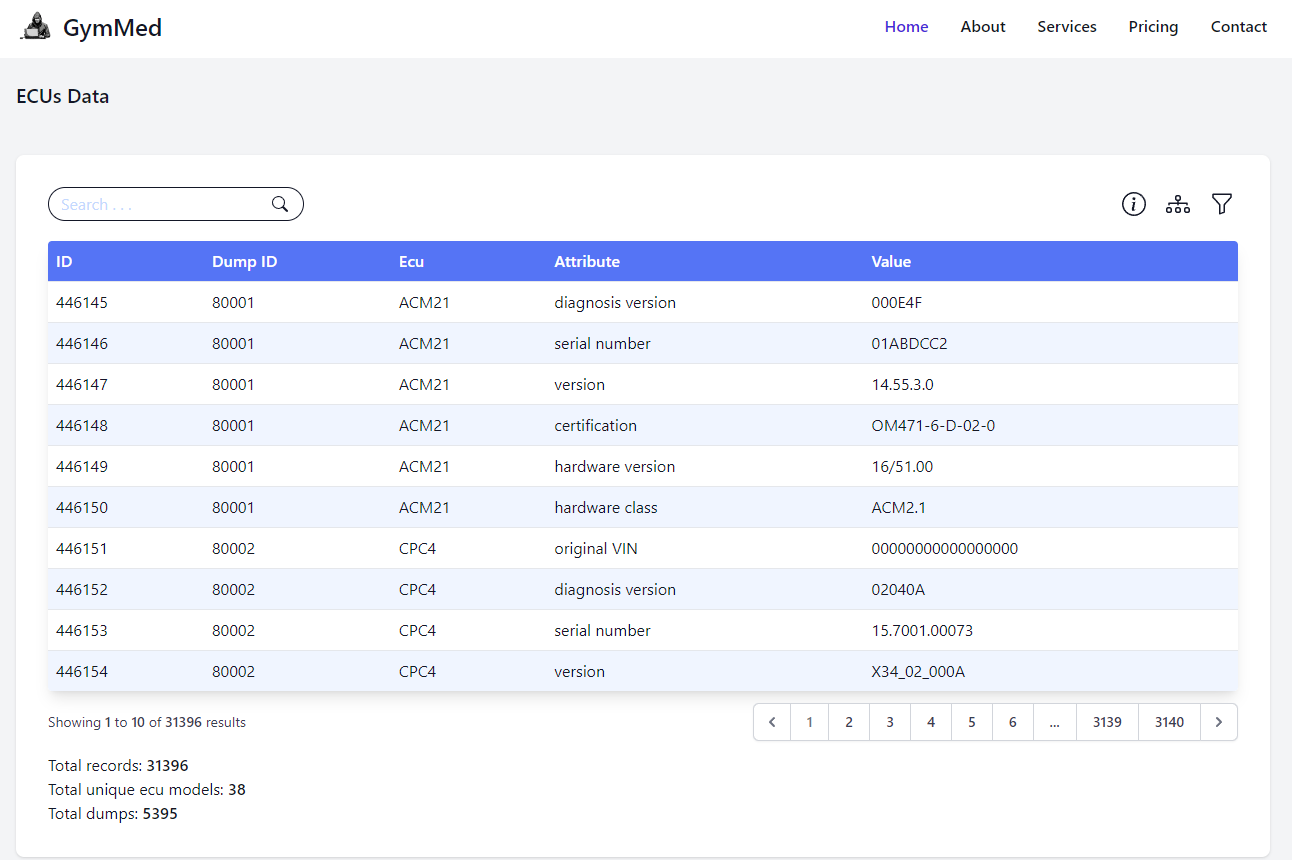 GymMed Home About Services Pricing Contact
ECUs Data
Search . . .
ID Dump ID Ecu Attribute Value
446145 80001 ACM21 diagnosis version 000E4F
446146 80001 ACM21 serial number 01ABDCC2
446147 80001 ACM21 version 14.55.3.0
446148 80001 ACM21 certification OM471-6-D-02-0
446149 80001 ACM21 hardware version 16/51.00
446150 80001 ACM21 hardware class ACM2.1
446151 80002 CPC4 original VIN 00000000000000000
446152 80002 CPC4 diagnosis version 02040A
446153 80002 CPC4 serial number 15.7001.00073
446154 80002 CPC4 version X34_02_000A
Showing 1 to 10 of 31396 results < 1 2 3 4 5 6 ... 3139 3140 >
Total records: 31396
Total unique ecu models: 38
Total dumps: 5395